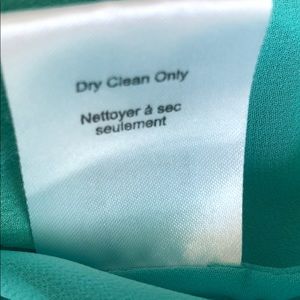 Dry Clean Only
Nettoyer à sec
seulement